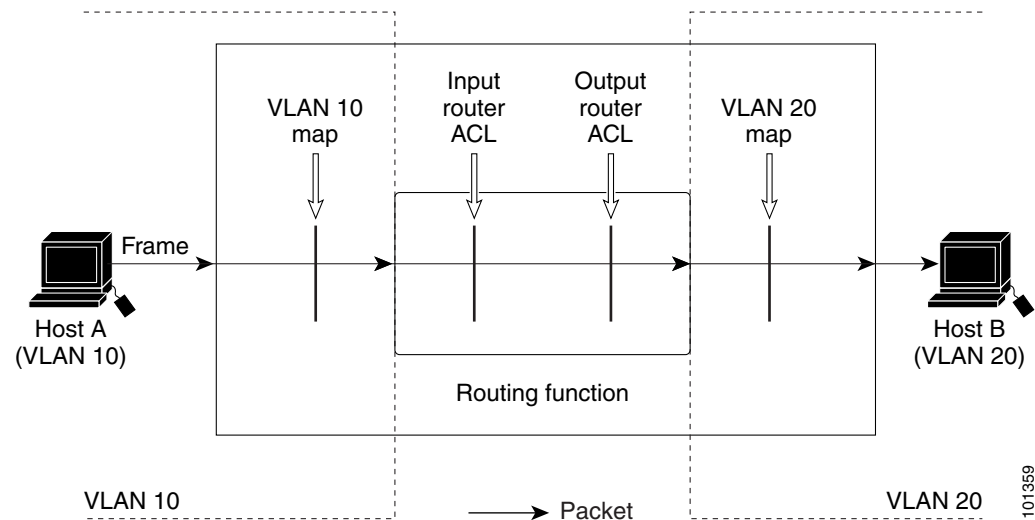 VLAN 10
map
Input
router
ACL
Output
router
ACL
VLAN 20
map
Frame
Host A
(VLAN 10)
Host B
(VLAN 20)
Routing function
VLAN 10
Packet
VLAN 20
101359